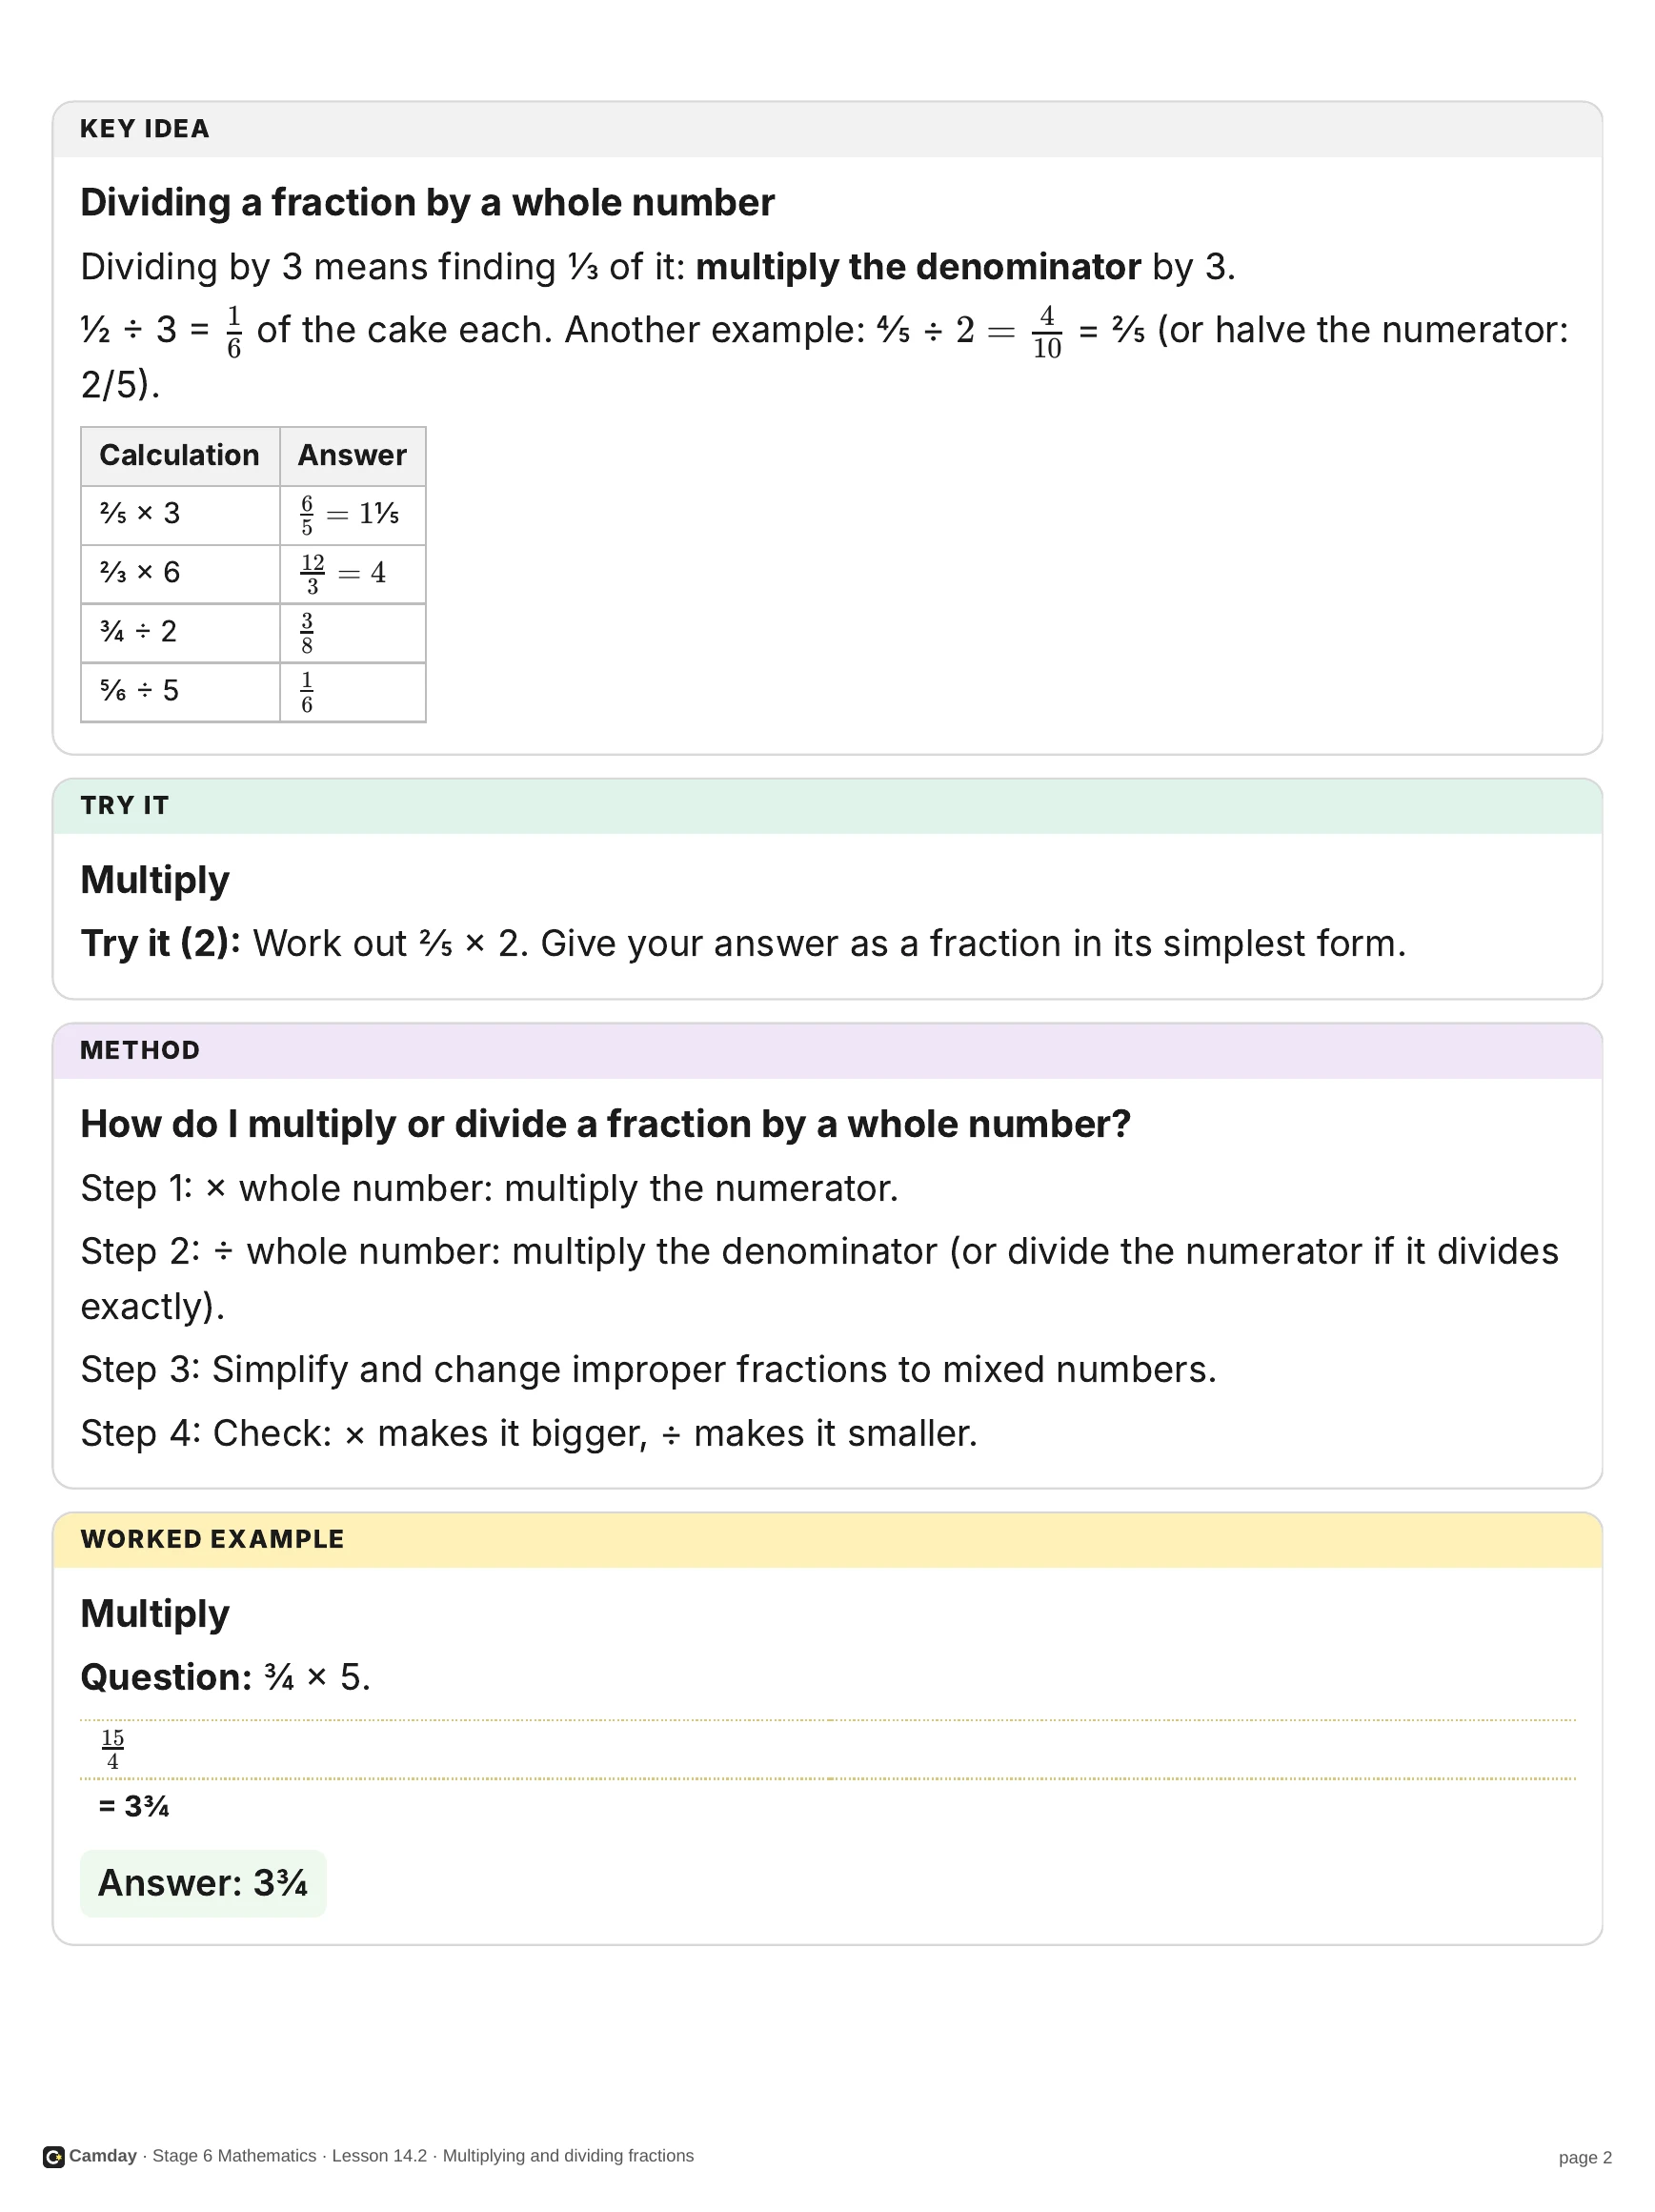 KEY IDEA
Dividing a fraction by a whole number
Dividing by 3 means finding ⅓ of it: multiply the denominator by 3.
½ ÷ 3 = 1/6 of the cake each. Another example: ⅘ ÷ 2 = 4/10 = ⅖ (or halve the numerator:
2/5).
Calculation Answer
⅖ × 3 6/5 = 1⅕
⅔ × 6 12/3 = 4
¾ ÷ 2 3/8
⅚ ÷ 5 1/6
TRY IT
Multiply
Try it (2): Work out ⅖ × 2. Give your answer as a fraction in its simplest form.
METHOD
How do I multiply or divide a fraction by a whole number?
Step 1: × whole number: multiply the numerator.
Step 2: ÷ whole number: multiply the denominator (or divide the numerator if it divides
exactly).
Step 3: Simplify and change improper fractions to mixed numbers.
Step 4: Check: × makes it bigger, ÷ makes it smaller.
WORKED EXAMPLE
Multiply
Question: ¾ × 5.
15/4
= 3¾
Answer: 3¾
Camday · Stage 6 Mathematics · Lesson 14.2 · Multiplying and dividing fractions page 2